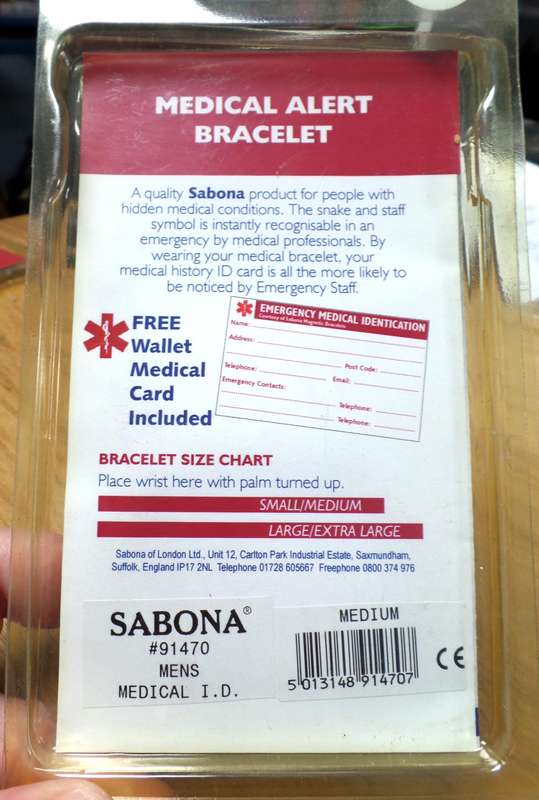 MEDICAL ALERT
BRACELET
A quality Sabona product for people with
hidden medical conditions. The snake and staff
symbol is instantly recognisable in an
emergency by medical professionals. By
wearing your medical bracelet, your
medical history ID card is all the more likely to
be noticed by Emergency Staff.
FREE
Wallet
Medical
Card
Included
EMERGENCY MEDICAL IDENTICATION
Courtesy of Sabona Magnetic Bracelets
Name:
Address:
Telephone: Post Code:
Emergency Contacts: Email:
Telephone:
Telephone:
BRACELET SIZE CHART
Place wrist here with palm turned up.
SMALL/MEDIUM
LARGE/EXTRA LARGE
Sabona of London Ltd., Unit 12, Carlton Park Industrial Estate, Saxmundham,
Suffolk, England IP17 2NL Telephone 01728 605667 Freephone 0800 374 976
SABONA®
#91470
MENS
MEDICAL I.D.
MEDIUM
5 013148 914707
CE